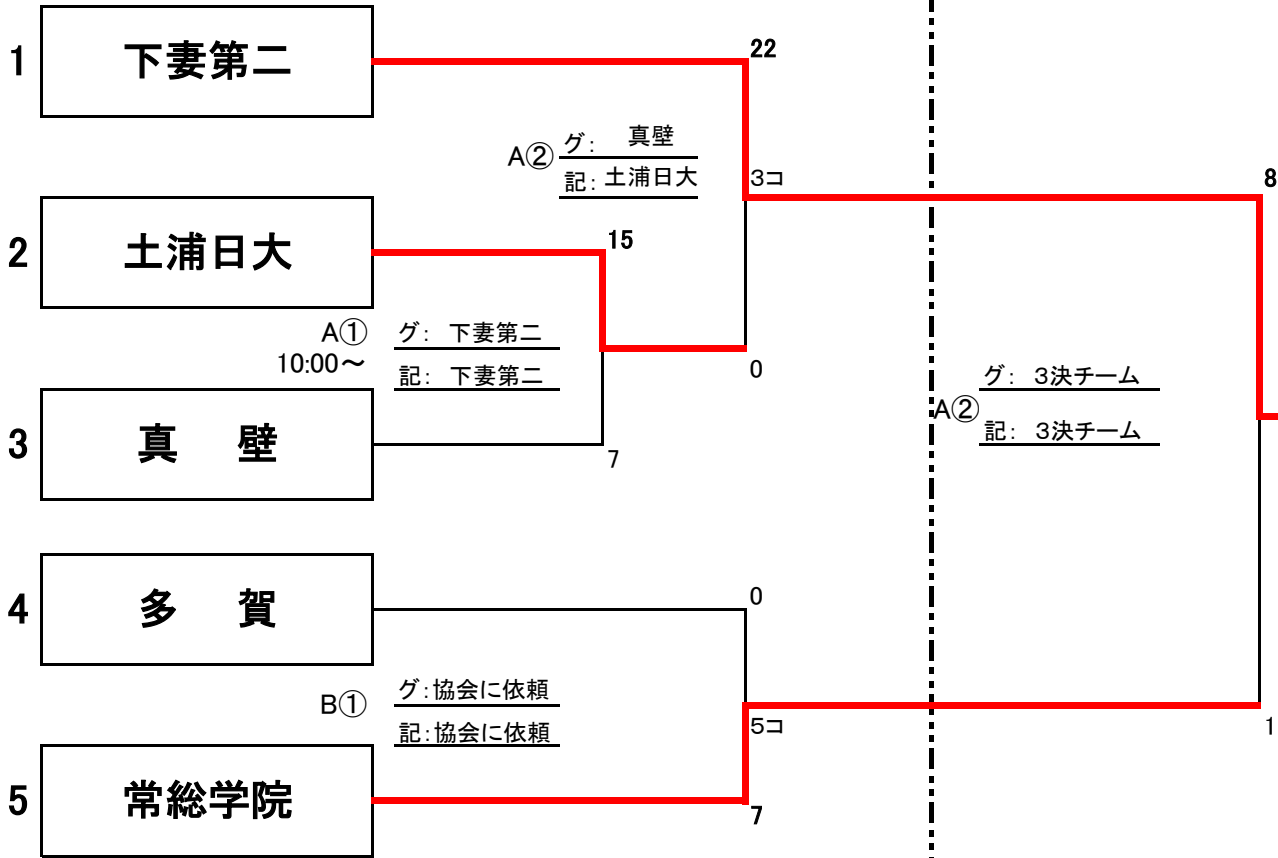 1 下妻第二
22
A② グ: 真壁
記: 土浦日大
3コ
8
2 土浦日大
15
A① グ: 下妻第二
10:00～
記: 下妻第二
0
グ: 3決チーム
A②
記: 3決チーム
3 真 壁
7
4 多 賀
0
B① グ:協会に依頼
記:協会に依頼
5コ
1
5 常総学院
7